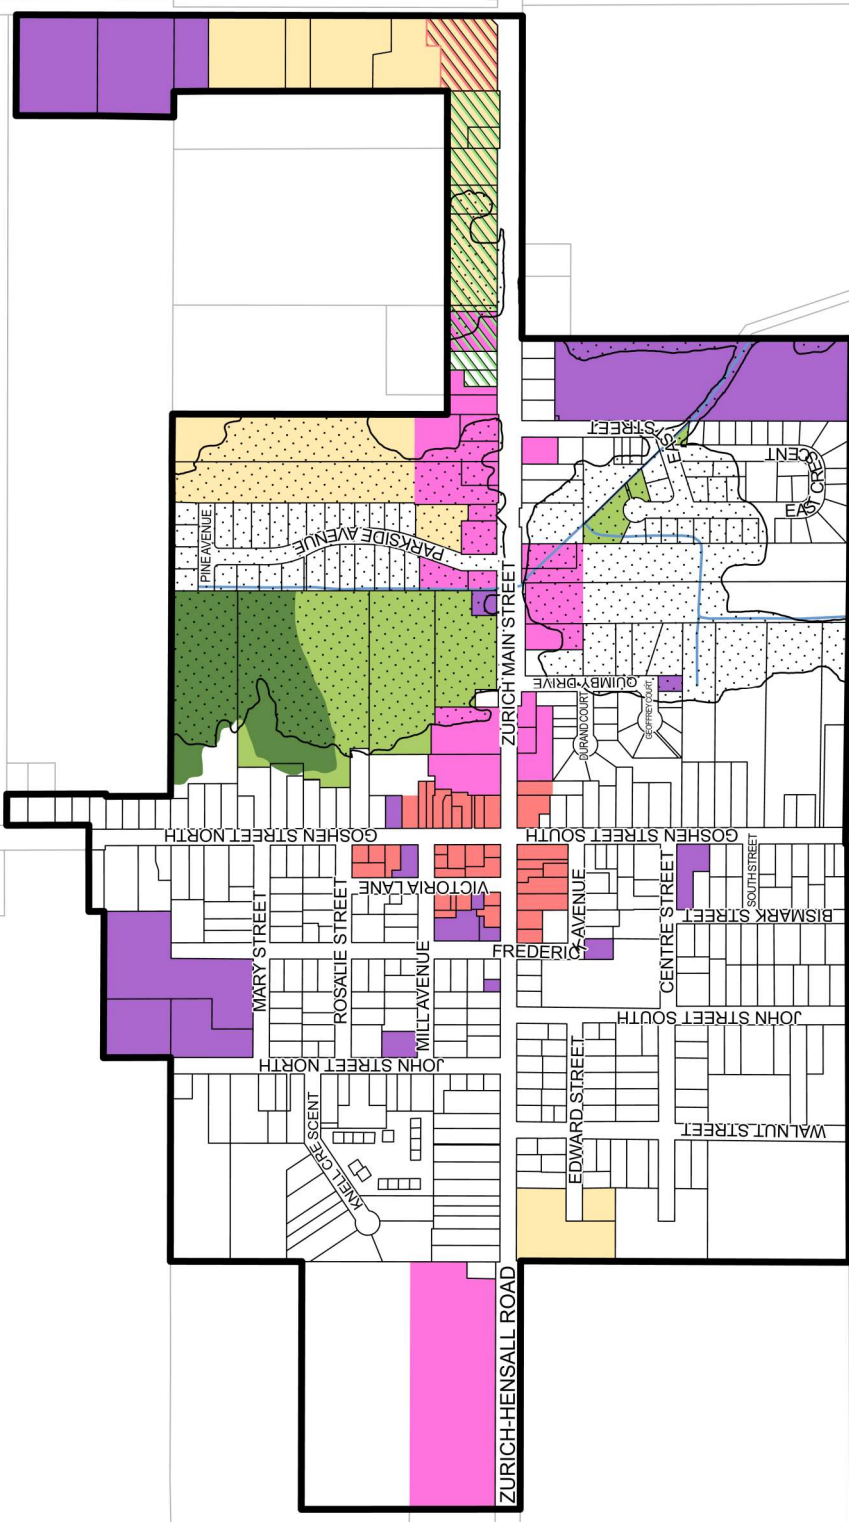 STREET
EAST
EAST CRESCENT
PINE AVENUE
PARKSIDE AVENUE
ZURICH MAIN STREET
QUIMBY DRIVE
DURAND COURT
GEOFFREY COURT
GOSHEN STREET NORTH
GOSHEN STREET SOUTH
SOUTH STREET
VICTORIA LANE
AVENUE
CENTRE STREET
BISMARK STREET
MARY STREET
ROSALIE STREET
MILL AVENUE
FREDERICK
JOHN STREET SOUTH
JOHN STREET NORTH
EDWARD STREET
KNELL CRESCENT
WALNUT STREET
ZURICH-HENSALL ROAD